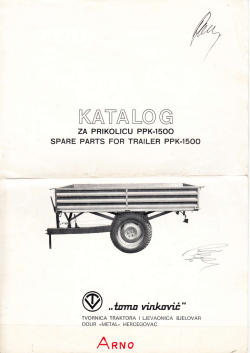 KATALOG
ZA PRIKOLICU PPK-1500
SPARE PARTS FOR TRAILER PPK-1500
„tomo vinković”
TVORNICA TRAKTORA I LJEVAONICA BJELOVAR
OOUR »METAL« HERCEGOVAC
ARNO